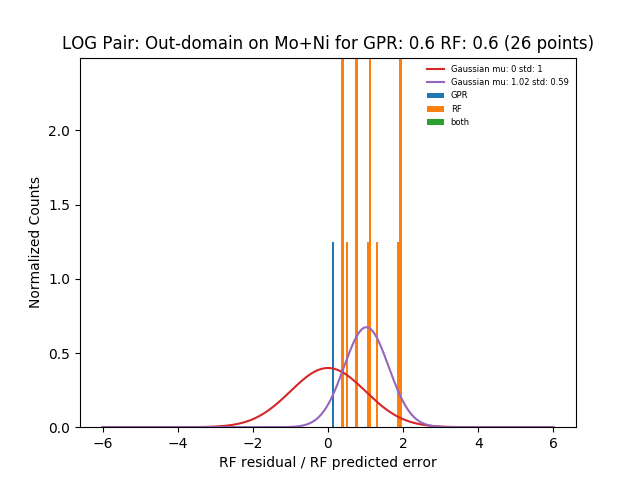 LOG Pair: Out-domain on Mo+Ni for GPR: 0.6 RF: 0.6 (26 points)
Gaussian mu: 0 std: 1
Gaussian mu: 1.02 std: 0.59
GPR
RF
both
Normalized Counts
2.0
1.5
1.0
0.5
0.0
−6
−4
−2
0
2
4
6
RF residual / RF predicted error